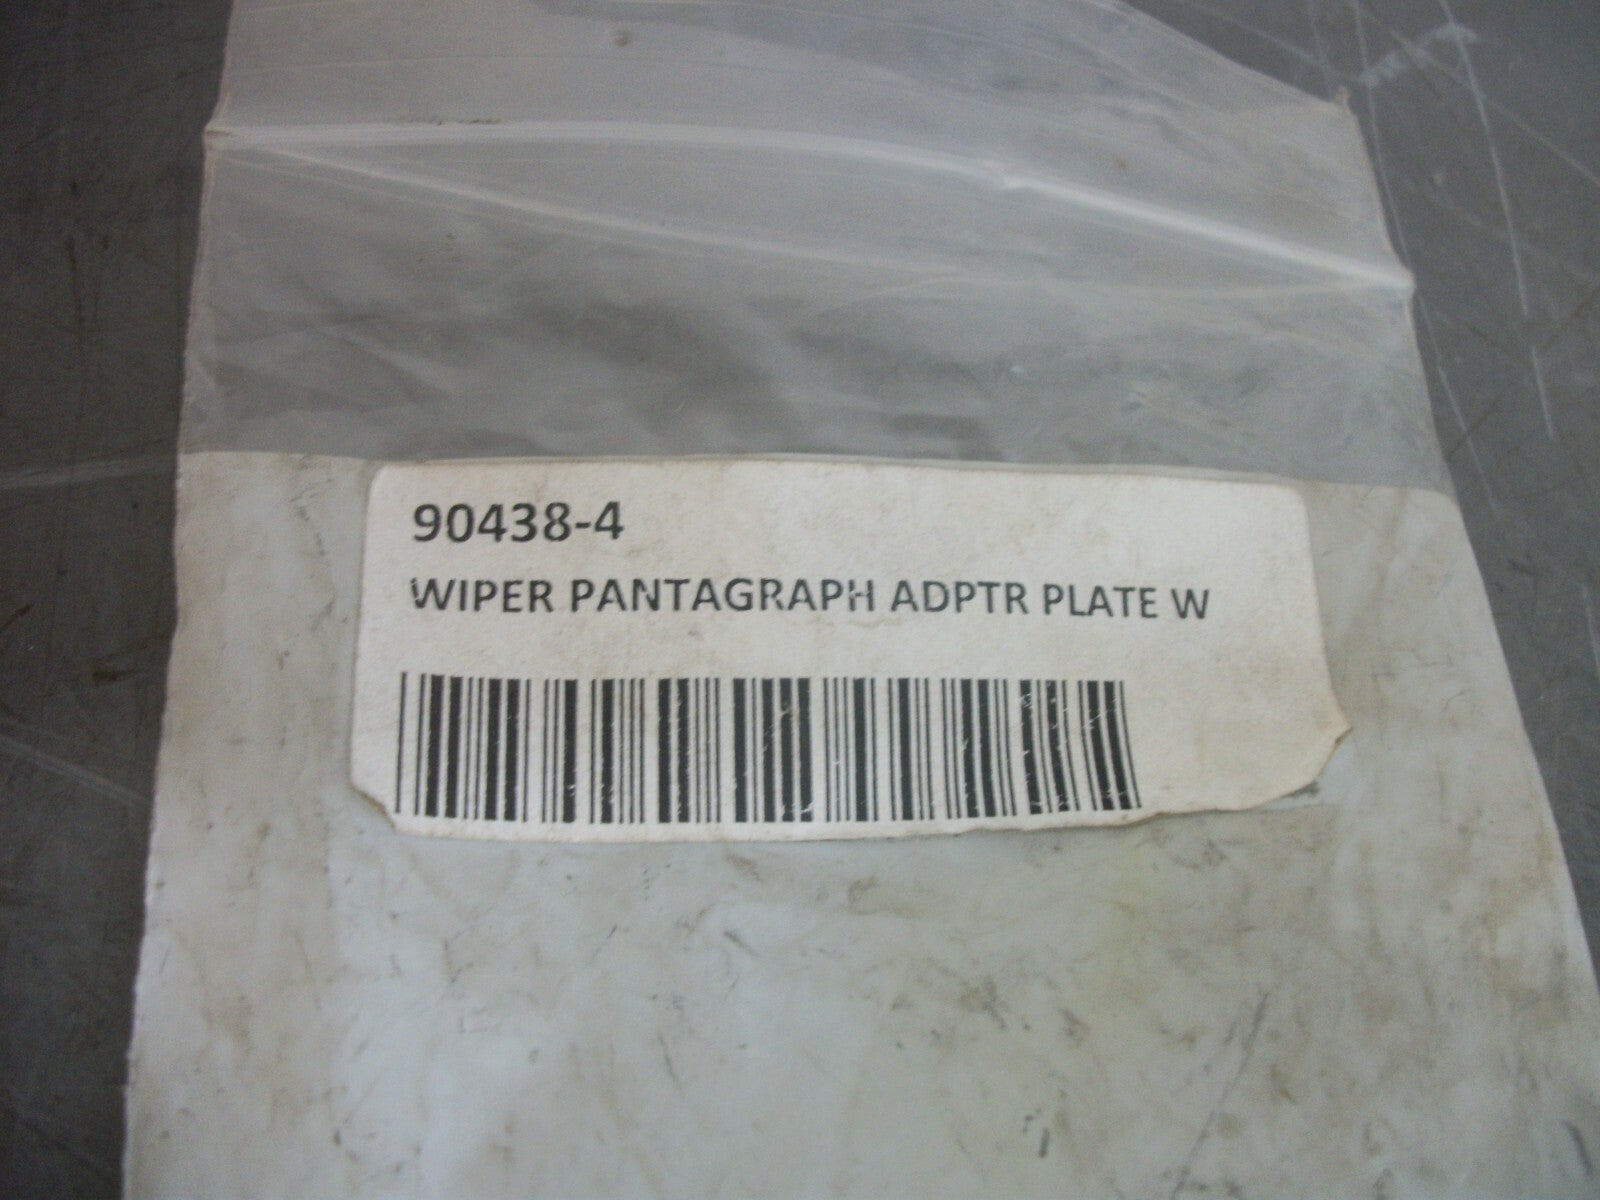 90438-4
WIPER PANTAGRAPH ADPTR PLATE W